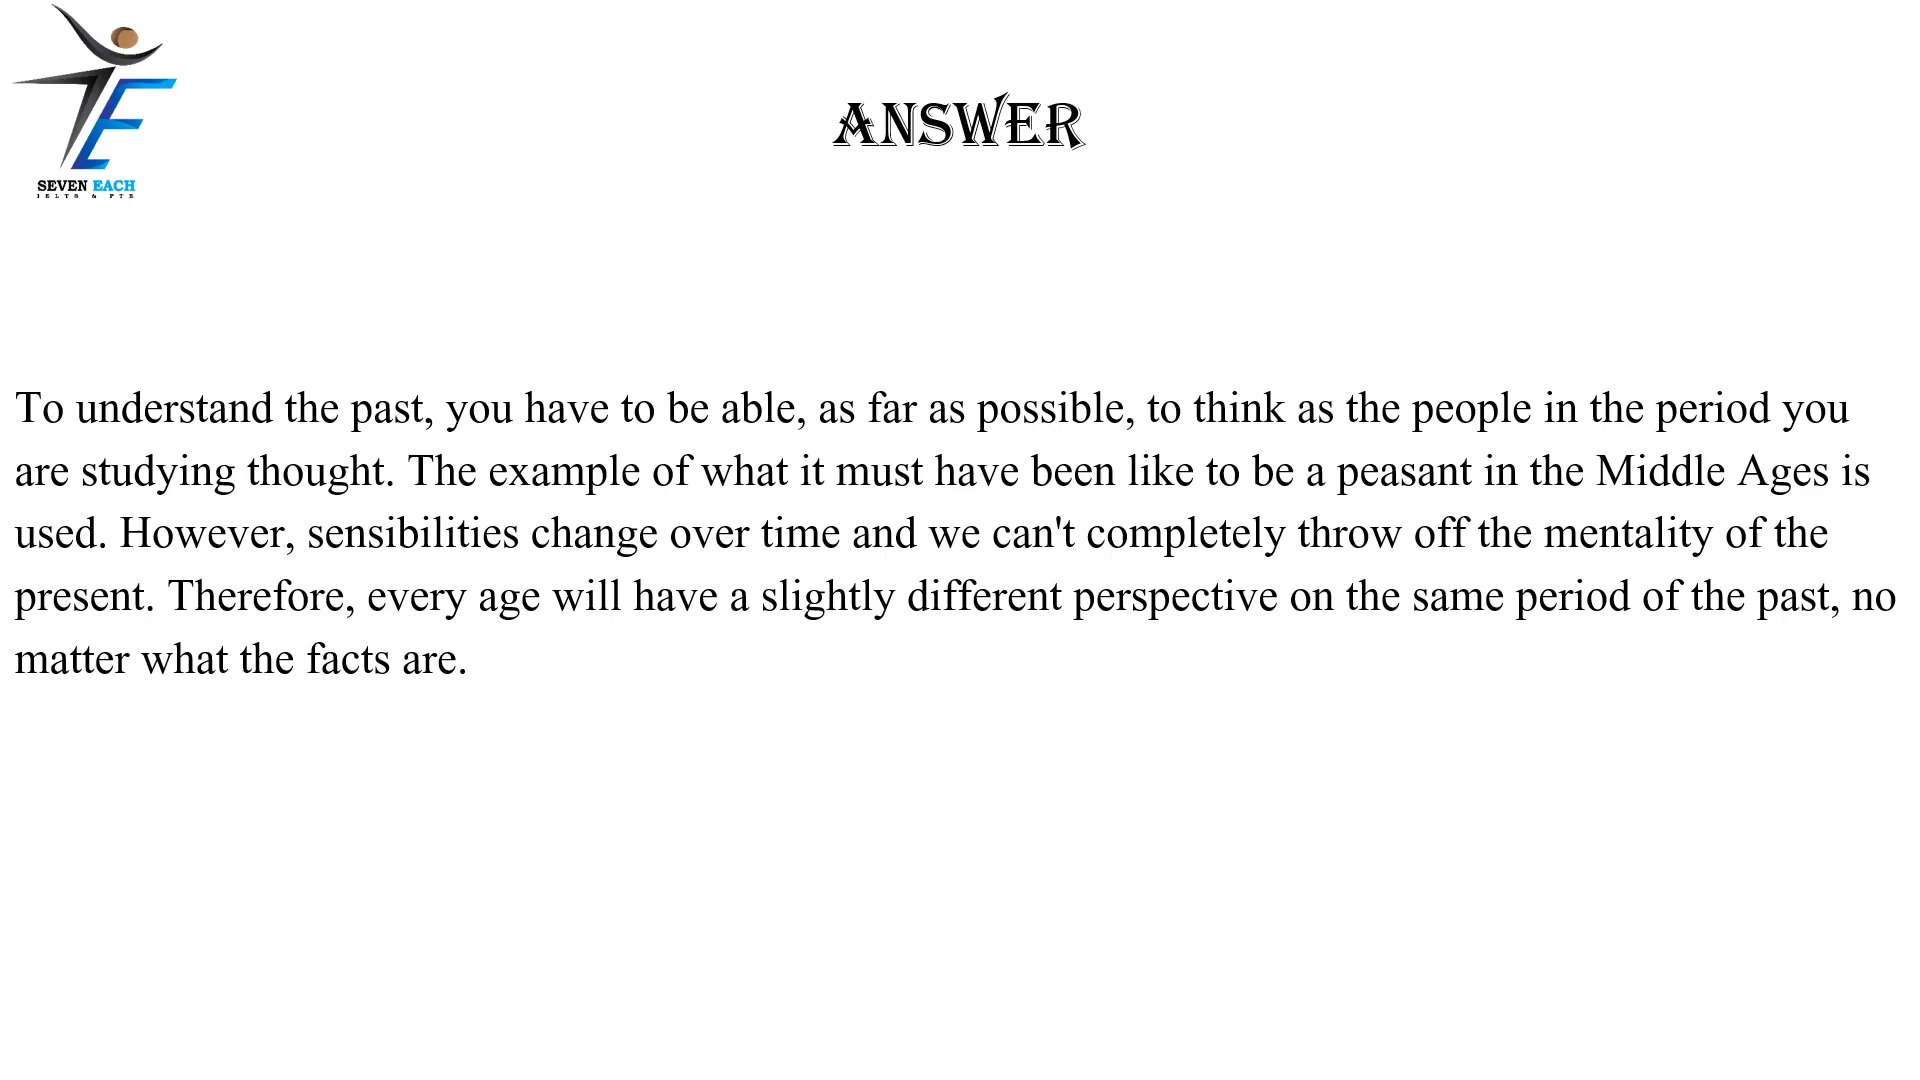 SEVEN EACH
IELTS & PTE
ANSWER
To understand the past, you have to be able, as far as possible, to think as the people in the period you
are studying thought. The example of what it must have been like to be a peasant in the Middle Ages is
used. However, sensibilities change over time and we can't completely throw off the mentality of the
present. Therefore, every age will have a slightly different perspective on the same period of the past, no
matter what the facts are.